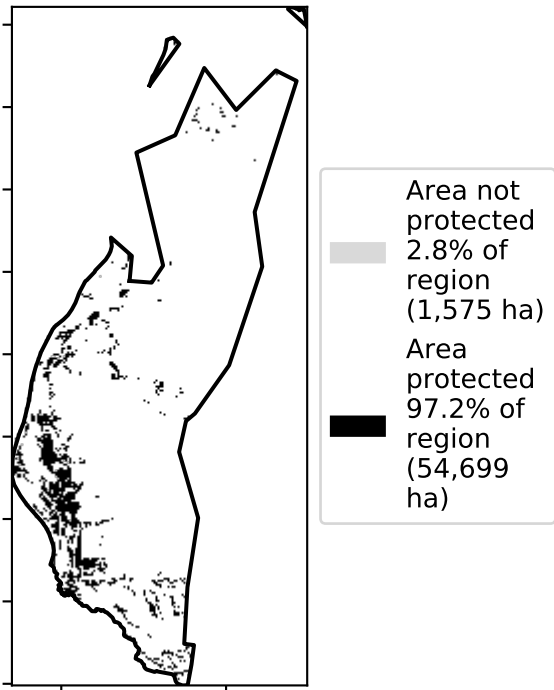 Area not
protected
2.8% of
region
(1,575 ha)
Area
protected
97.2% of
region
(54,699
ha)